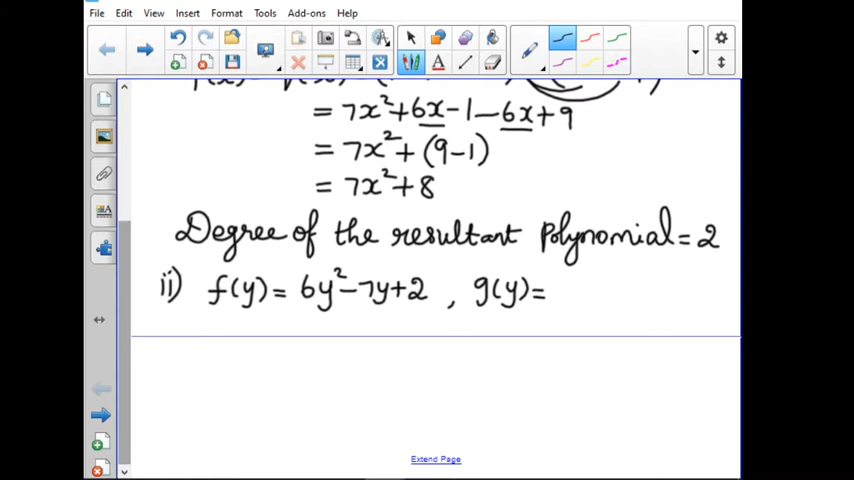 File Edit View Insert Format Tools Add-ons Help
= 7x²+6x-1-6x+9
= 7x²+(9-1)
= 7x²+8
Degree of the resultant polynomial=2
ii) f(y)= 6y²-7y+2 , g(y)=
Extend Page